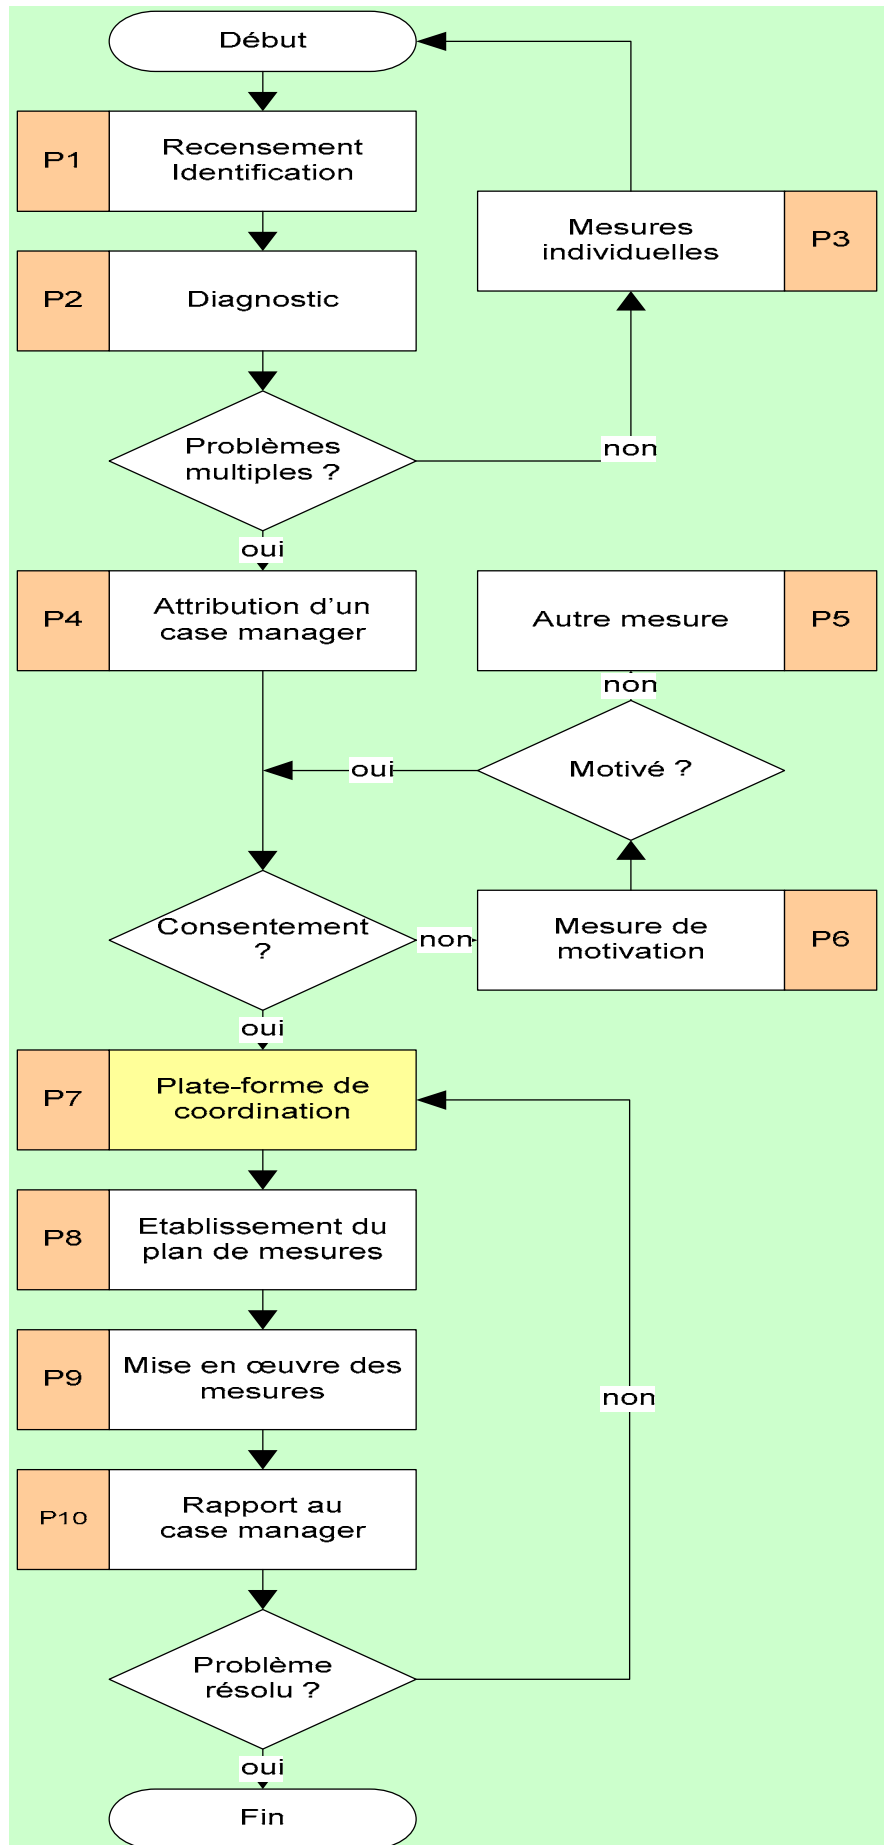 Début
P1
Recensement
Identification
Mesures
individuelles
P3
P2
Diagnostic
Problèmes
multiples ?
non
oui
P4
Attribution d'un
case manager
Autre mesure
P5
non
oui
Motivé ?
Consentement
?
non
Mesure de
motivation
P6
oui
P7
Plate-forme de
coordination
P8
Etablissement du
plan de mesures
P9
Mise en œuvre des
mesures
non
P10
Rapport au
case manager
Problème
résolu ?
oui
Fin